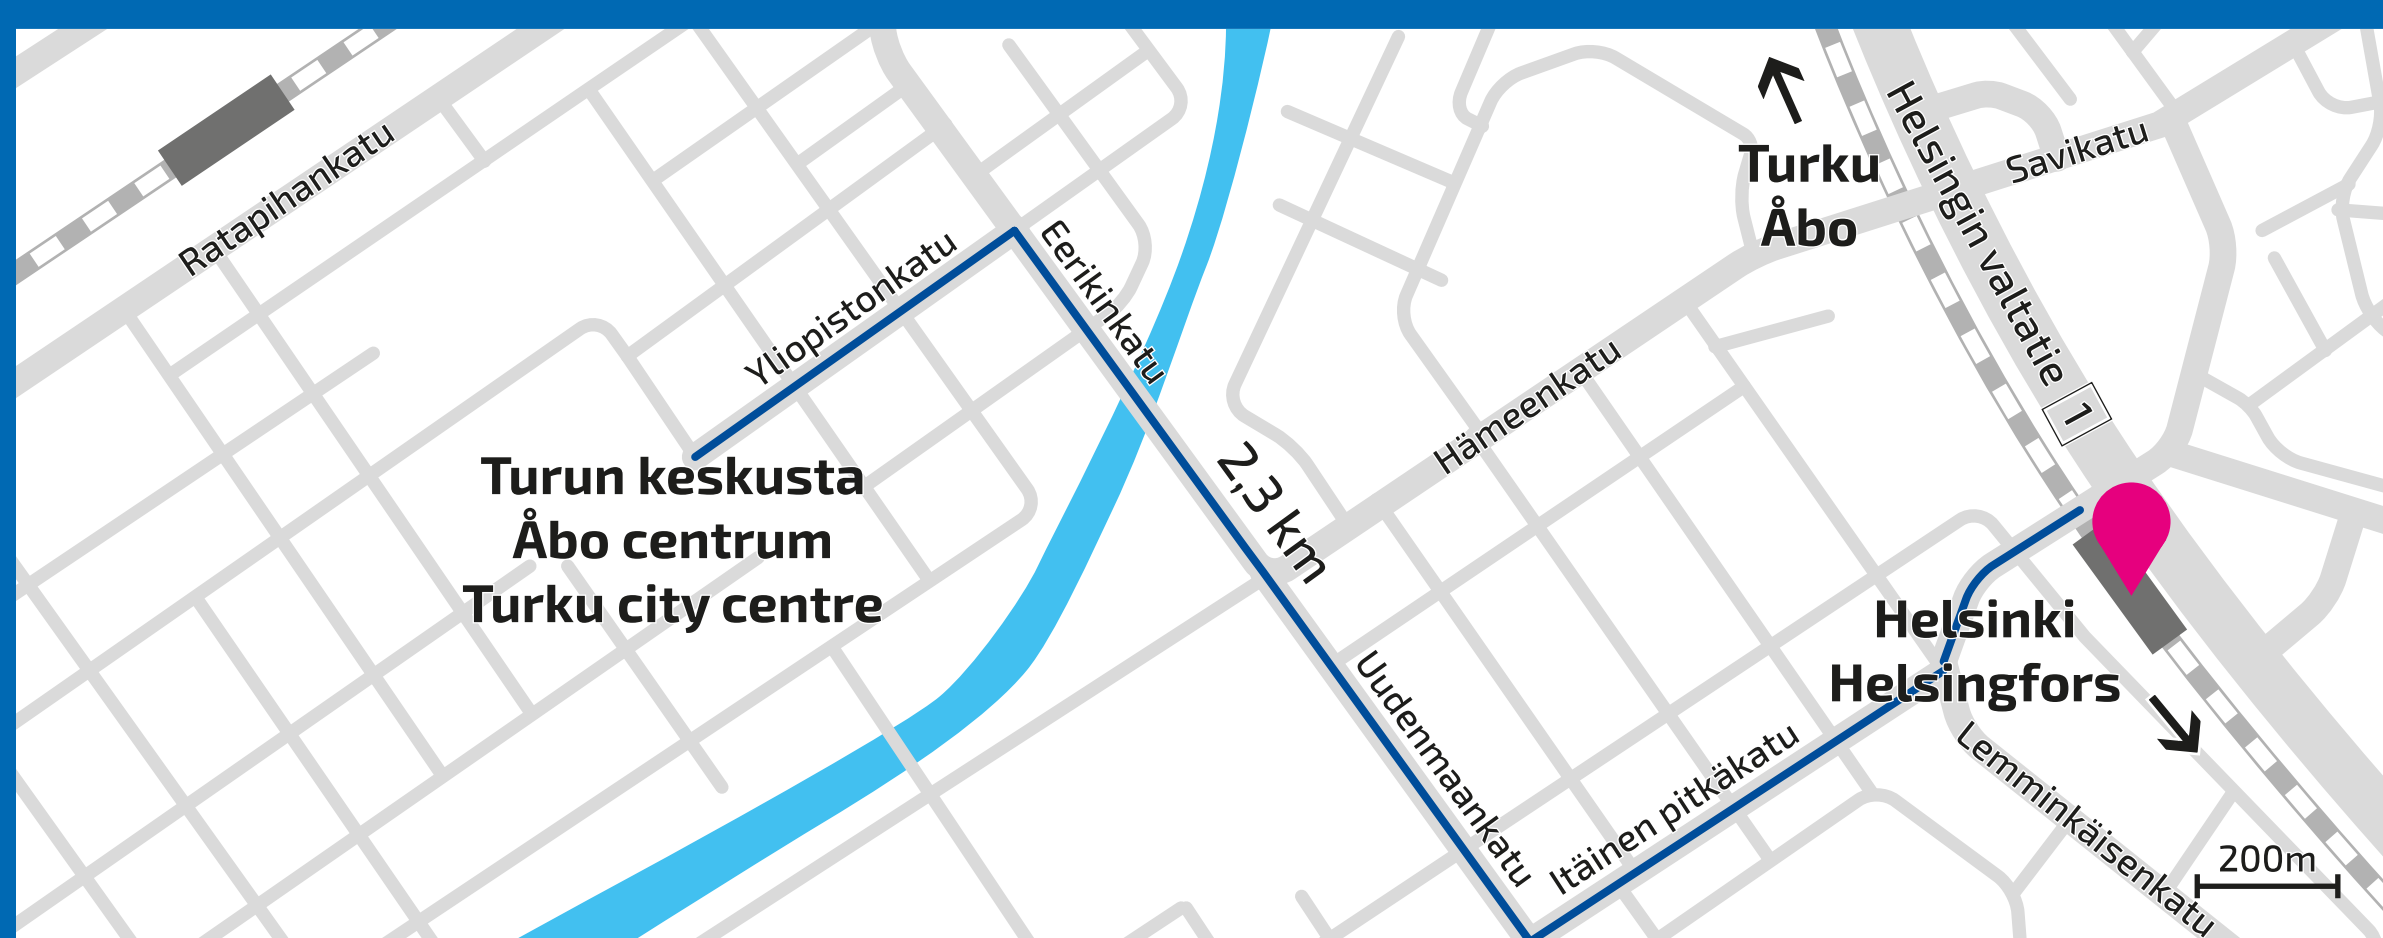 Ratapihankatu
Yliopistonkatu
Eerikinkatu
Turun keskusta
Åbo centrum
Turku city centre
2,3 km
Hämeenkatu
Uudenmaankatu
Itäinen pitkäkatu
Turku
Åbo
Helsingin valtatie
Savikatu
1
Helsinki
Helsingfors
Lemminkäisenkatu
200m